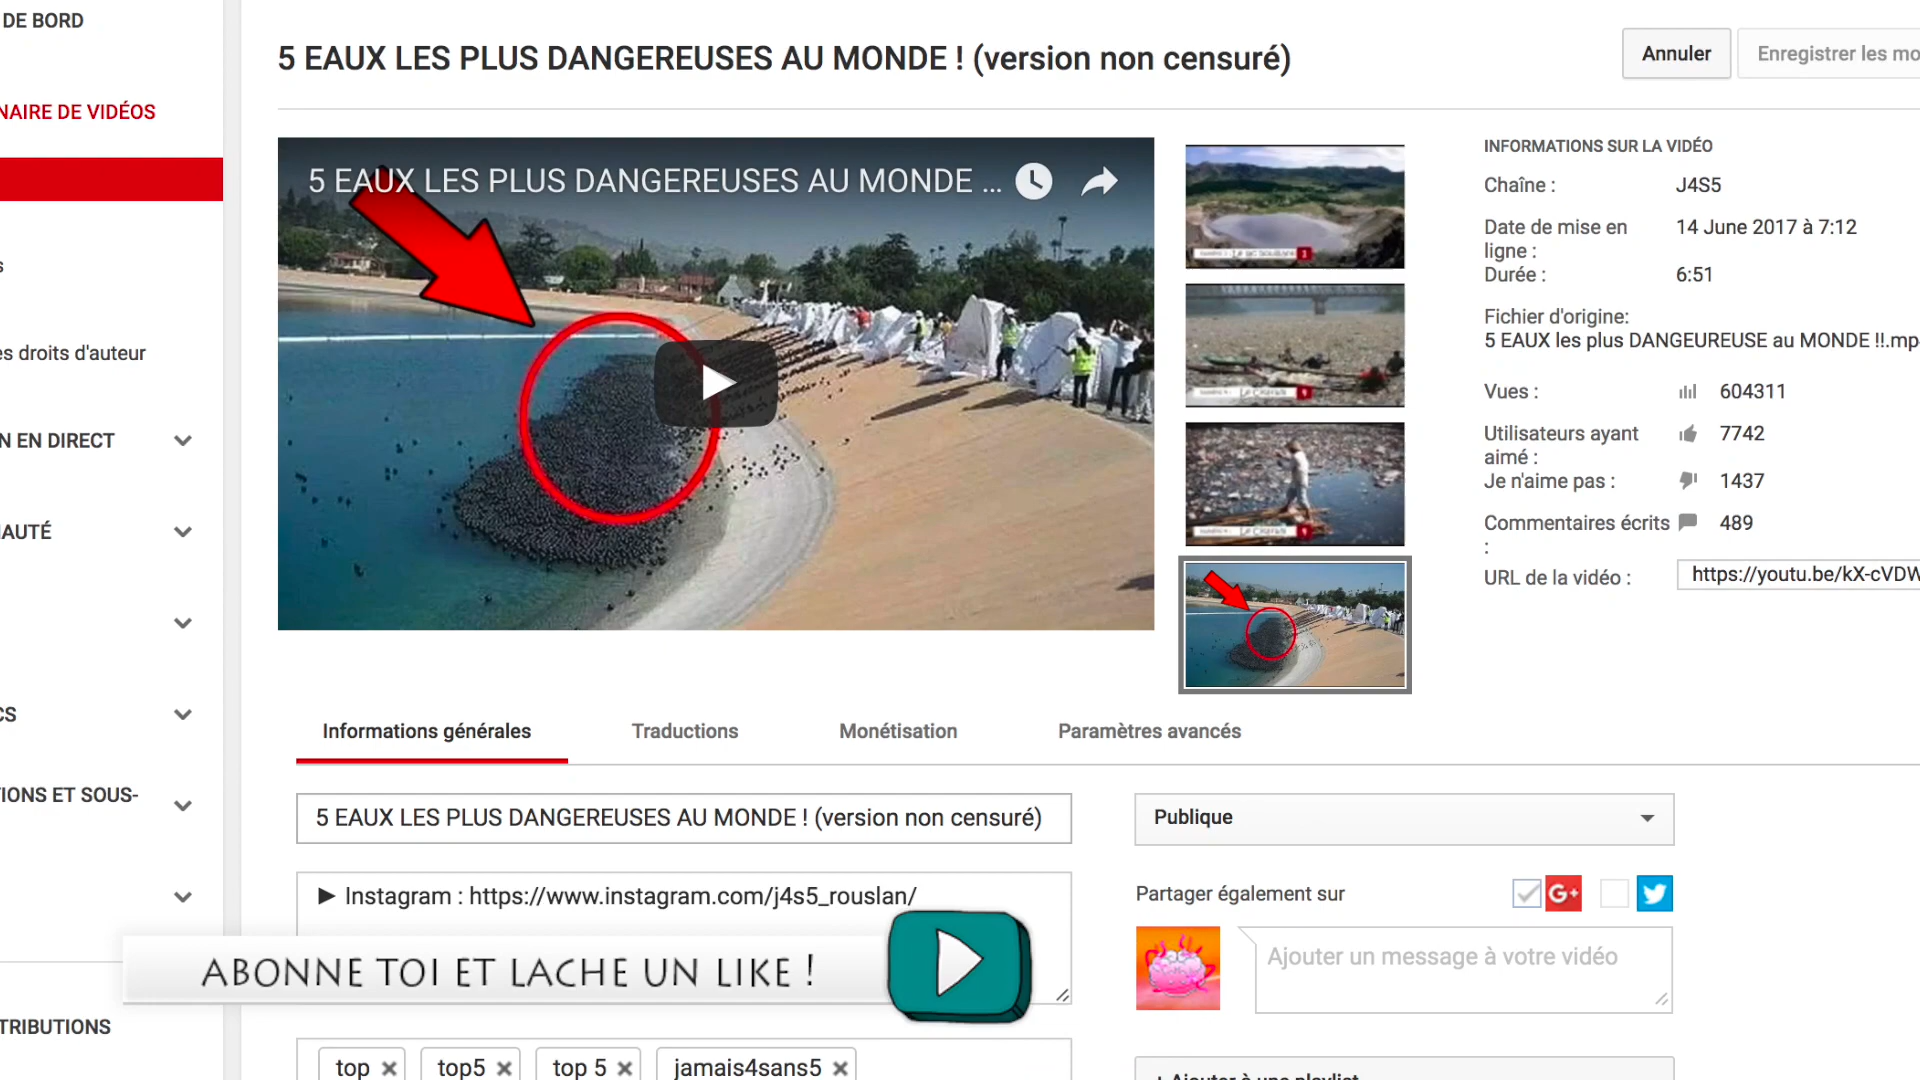 DE BORD
NAIRE DE VIDÉOS
es droits d'auteur
N EN DIRECT
AUTÉ
CS
IONS ET SOUS-
TRIBUTIONS
5 EAUX LES PLUS DANGEREUSES AU MONDE ! (version non censuré)
Annuler
Enregistrer les mo
5 EAUX LES PLUS DANGEREUSES AU MONDE ...
INFORMATIONS SUR LA VIDÉO
Chaîne : J4S5
Date de mise en ligne : 14 June 2017 à 7:12
Durée : 6:51
Fichier d'origine:
5 EAUX les plus DANGEUREUSE au MONDE !!.mp
Vues : 604311
Utilisateurs ayant aimé : 7742
Je n'aime pas : 1437
Commentaires écrits : 489
URL de la vidéo : https://youtu.be/kX-cVDW
Informations générales
Traductions
Monétisation
Paramètres avancés
5 EAUX LES PLUS DANGEREUSES AU MONDE ! (version non censuré)
Publique
► Instagram : https://www.instagram.com/j4s5_rouslan/
Partager également sur
G+
Ajouter un message à votre vidéo
ABONNE TOI ET LACHE UN LIKE !
top × top5 × top 5 × jamais4sans5 ×
+ Ajouter à une playlist